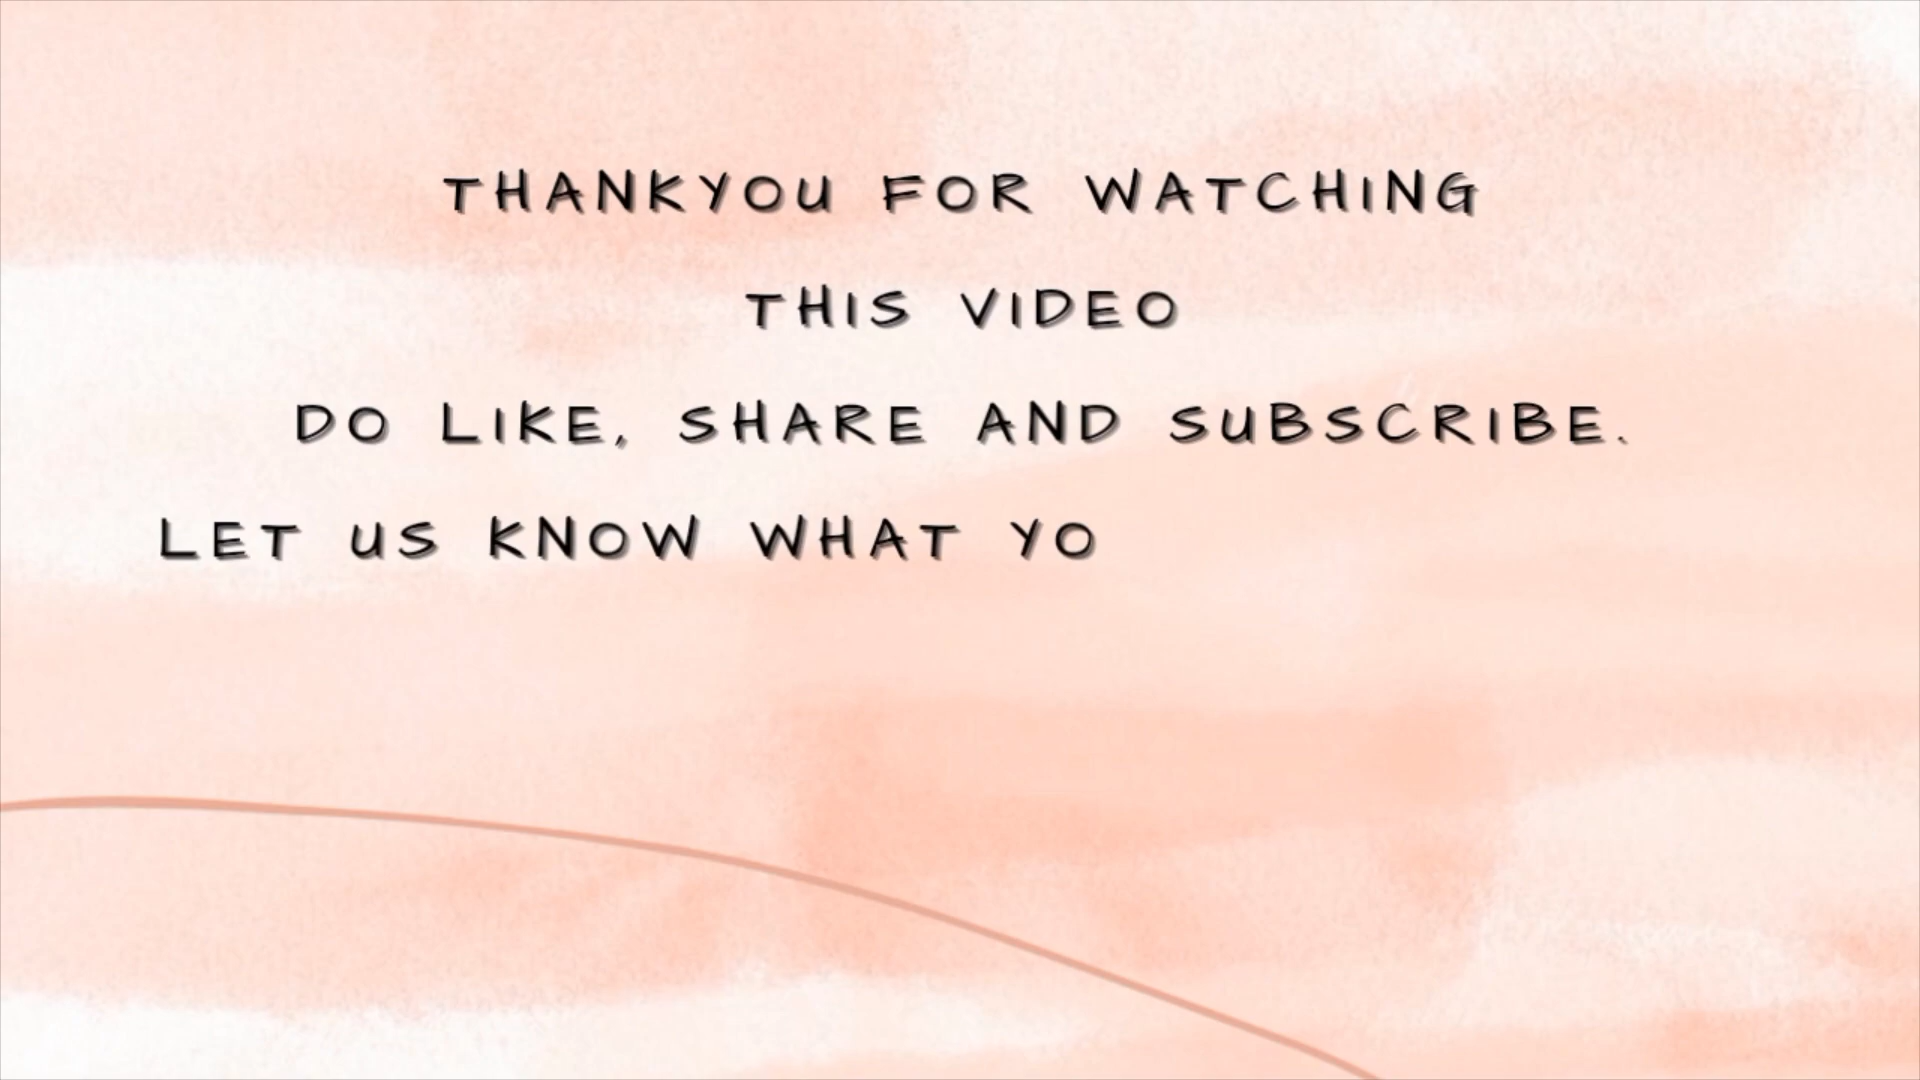 THANKYOU FOR WATCHING
THIS VIDEO
DO LIKE, SHARE AND SUBSCRIBE.
LET US KNOW WHAT YO